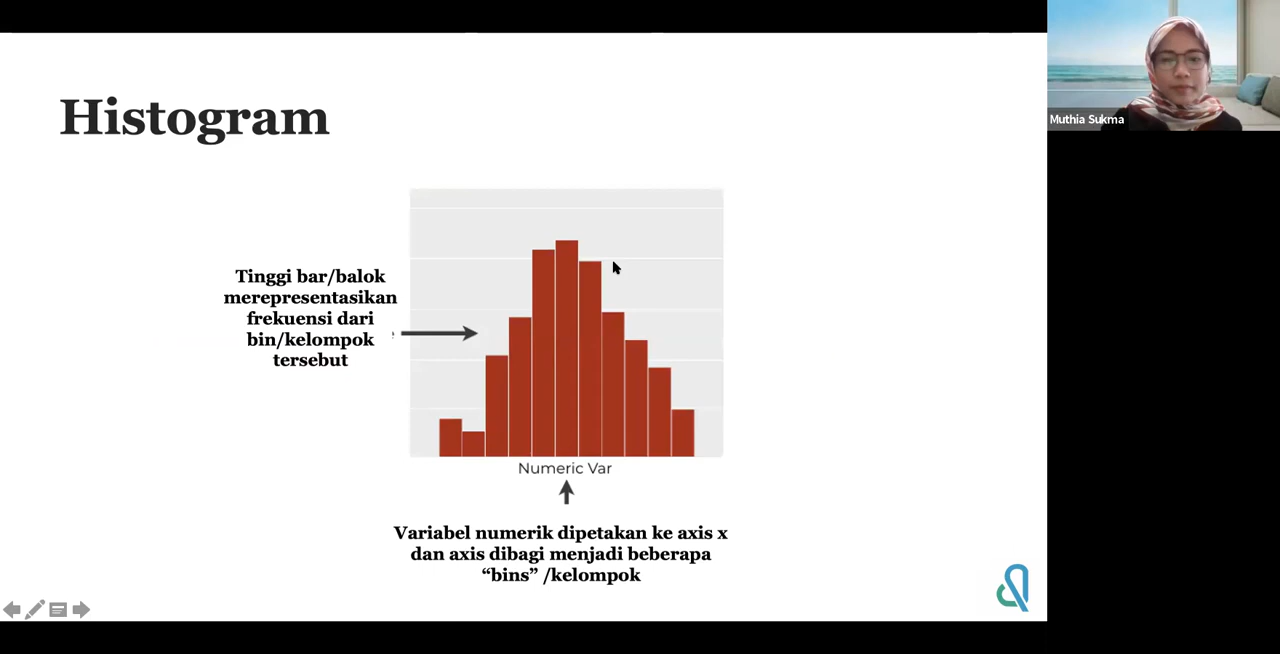 Histogram
Muthia Sukma
Tinggi bar/balok
merepresentasikan
frekuensi dari
bin/kelompok
tersebut
Numeric Var
Variabel numerik dipetakan ke axis x
dan axis dibagi menjadi beberapa
“bins” /kelompok